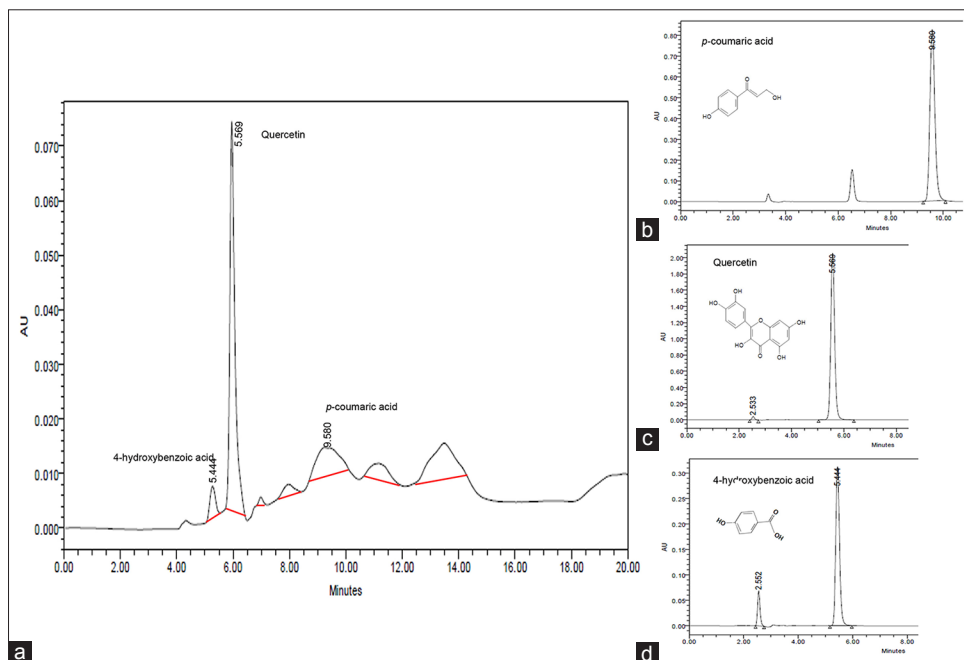 0.070
0.060
0.050
0.040
0.030
0.020
0.010
0.000
AU
0.00 2.00 4.00 6.00 8.00 10.00 12.00 14.00 16.00 18.00 20.00
Minutes
4-hydroxybenzoic acid
5.444
Quercetin
5.569
p-coumaric acid
9.580
a
p-coumaric acid
9.580
O
OH
HO
0.80
0.70
0.60
0.50
0.40
0.30
0.20
0.10
0.00
AU
0.00 2.00 4.00 6.00 8.00 10.00
Minutes
b
Quercetin
5.569
2.533
OH
HO
O
OH
HO
O
OH
2.00
1.80
1.60
1.40
1.20
1.00
0.80
0.60
0.40
0.20
0.00
AU
0.00 2.00 4.00 6.00 8.00
Minutes
c
4-hydroxybenzoic acid
5.444
2.552
HO
O
OH
0.30
0.25
0.20
0.15
0.10
0.05
0.00
AU
0.00 2.00 4.00 6.00 8.00
Minutes
d